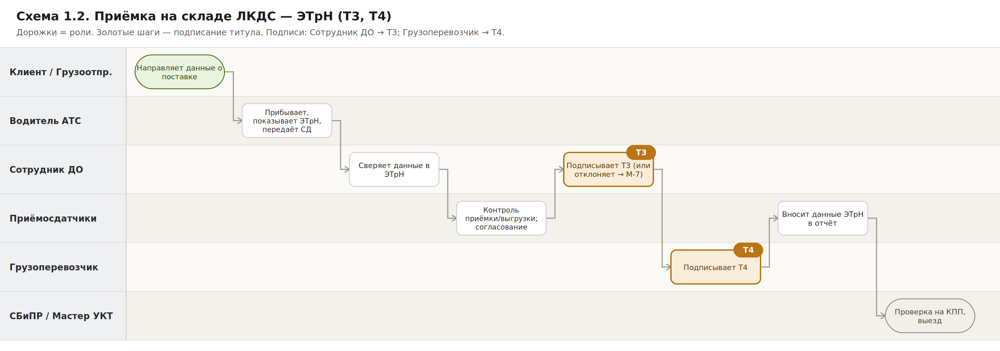 Схема 1.2. Приёмка на складе ЛКДС — ЭТрН (Т3, Т4)
Дорожки = роли. Золотые шаги — подписание титула. Подписи: Сотрудник ДО → Т3; Грузоперевозчик → Т4.
Клиент / Грузоотпр.
Направляет данные о
поставке
Водитель АТС
Прибывает,
показывает ЭТрН,
передаёт СД
Сотрудник ДО
Сверяет данные в
ЭТрН
Т3
Подписывает Т3 (или
отклоняет → М-7)
Приёмосдатчики
Контроль
приёмки/выгрузки;
согласование
Вносит данные ЭТрН
в отчёт
Грузоперевозчик
Т4
Подписывает Т4
СБиПР / Мастер УКТ
Проверка на КПП,
выезд